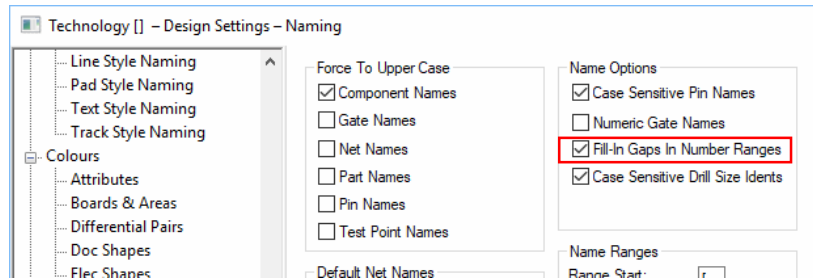 Technology [] – Design Settings – Naming
Line Style Naming
Pad Style Naming
Text Style Naming
Track Style Naming
Colours
Attributes
Boards & Areas
Differential Pairs
Doc Shapes
Elec Shapes
Force To Upper Case
Component Names
Gate Names
Net Names
Part Names
Pin Names
Test Point Names
Default Net Names
Name Options
Case Sensitive Pin Names
Numeric Gate Names
Fill-In Gaps In Number Ranges
Case Sensitive Drill Size Idents
Name Ranges
Range Start: